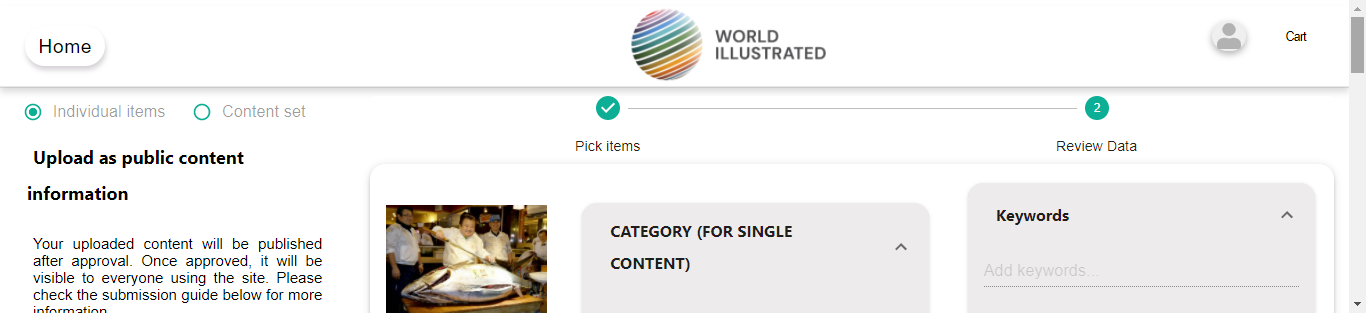 Home
WORLD
ILLUSTRATED
Cart
Individual items
Content set
2
Pick items
Review Data
Upload as public content
information
Your uploaded content will be published
after approval. Once approved, it will be
visible to everyone using the site. Please
check the submission guide below for more
information.
CATEGORY (FOR SINGLE
CONTENT)
Keywords
Add keywords...